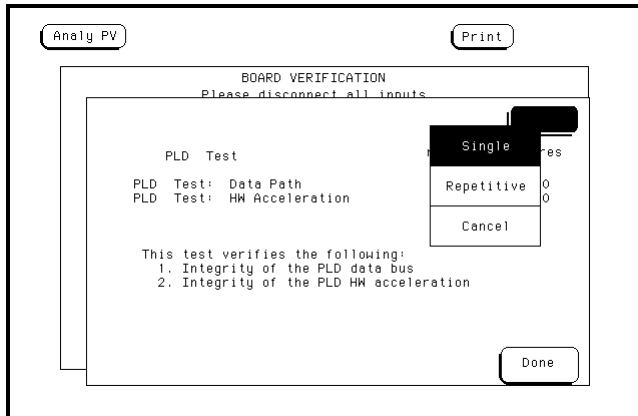 Analy PV
Print
BOARD VERIFICATION
Please disconnect all inputs
PLD Test
res
Single
PLD Test: Data Path 0
PLD Test: HW Acceleration 0
Repetitive
Cancel
This test verifies the following:
1. Integrity of the PLD data bus
2. Integrity of the PLD HW acceleration
Done